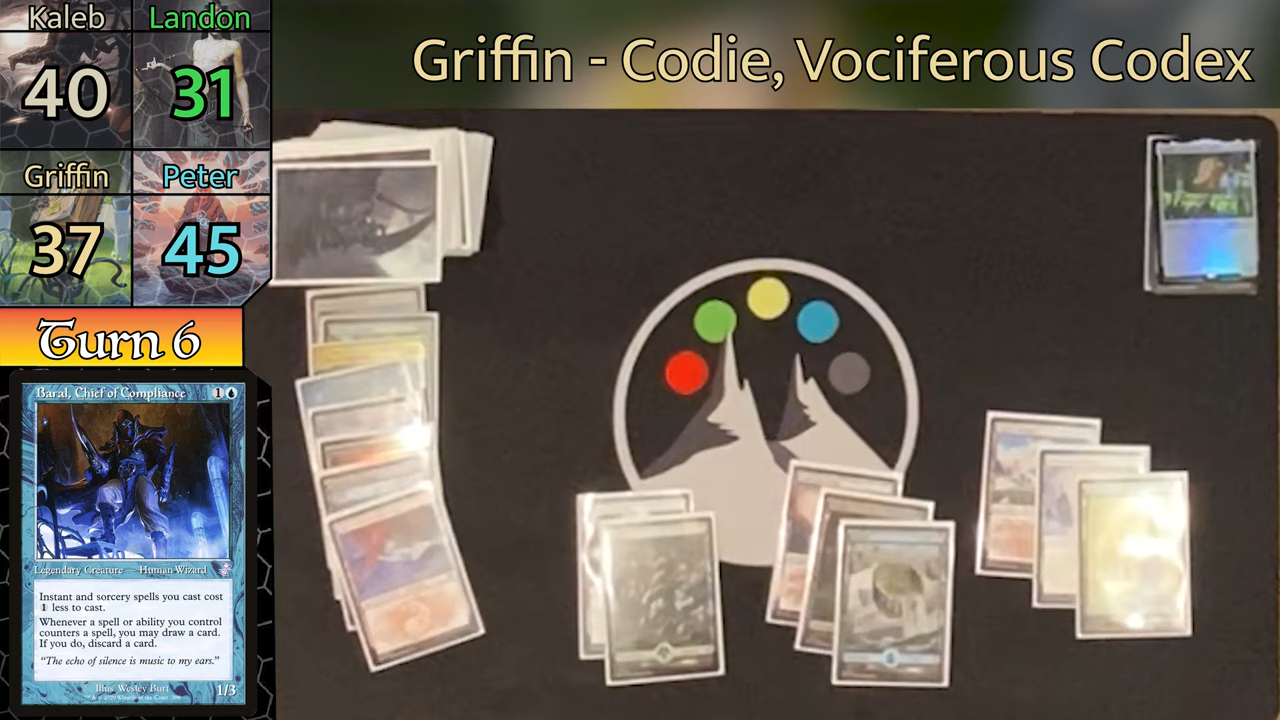 Kaleb
Landon
40
31
Griffin
Peter
37
45
Turn 6
Griffin - Codie, Vociferous Codex
Baral, Chief of Compliance 1
Legendary Creature — Human Wizard
Instant and sorcery spells you cast cost
1 less to cast.
Whenever a spell or ability you control
counters a spell, you may draw a card.
If you do, discard a card.
"The echo of silence is music to my ears."
Illus. Wesley Burt
1/3